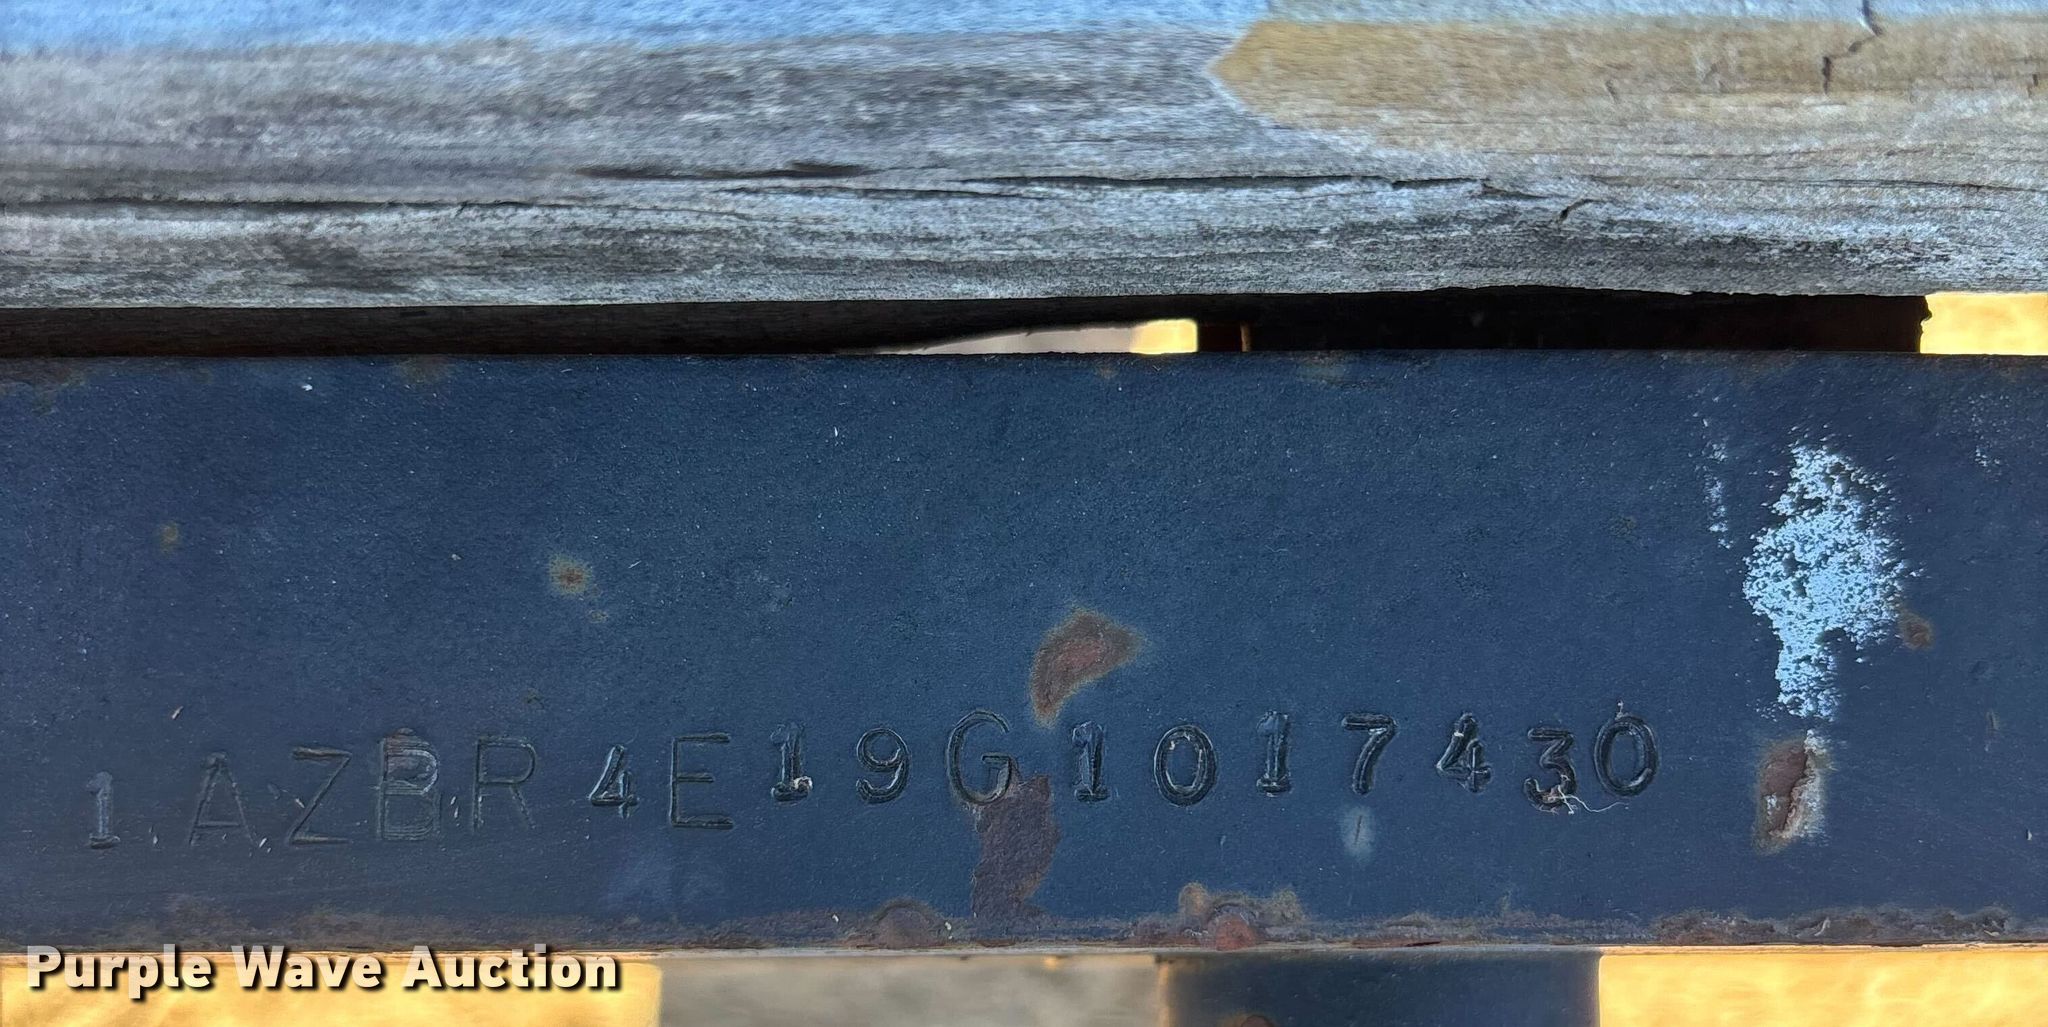 1AZBR4E19G1017430
Purple Wave Auction